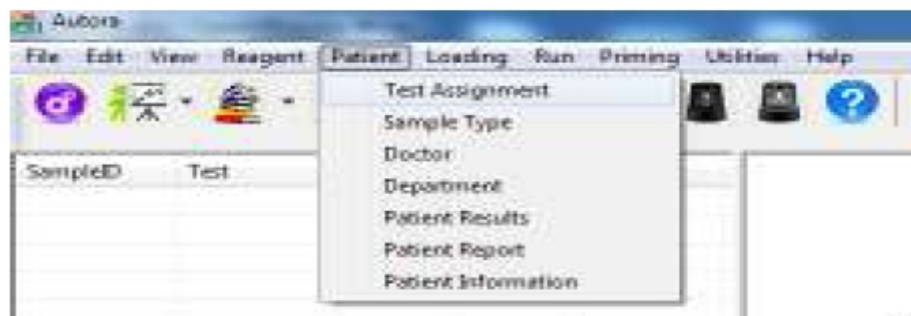 Autora
File Edit View Reagent Patient Loading Run Priming Utilities Help
Test Assignment
Sample Type
Doctor
Department
Patient Results
Patient Report
Patient Information
SampleID Test